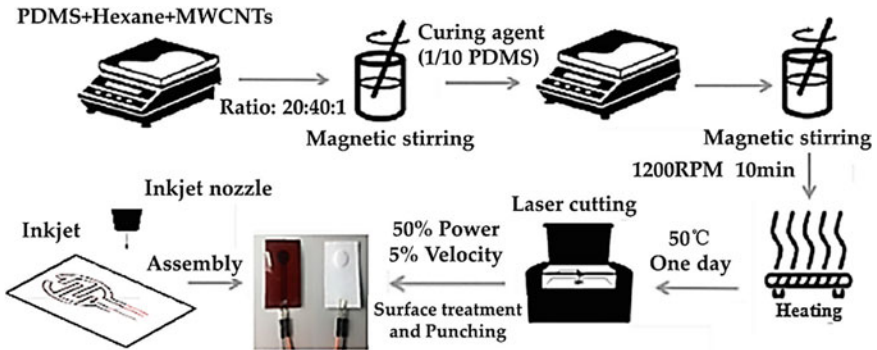 PDMS+Hexane+MWCNTs
Ratio: 20:40:1
Magnetic stirring
Curing agent
(1/10 PDMS)
Magnetic stirring
1200RPM 10min
Heating
50℃
One day
Laser cutting
50% Power
5% Velocity
Surface treatment
and Punching
Inkjet nozzle
Inkjet
Assembly